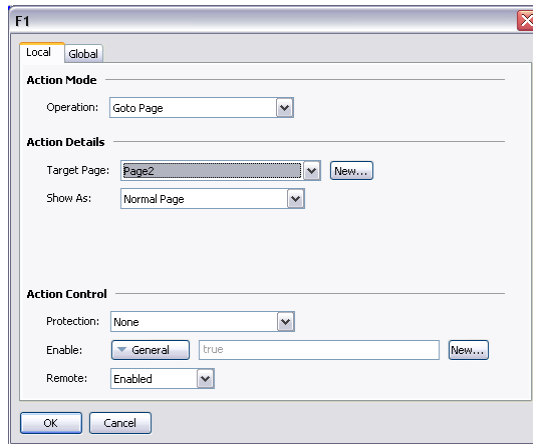 F1
Local Global
Action Mode
Operation: Goto Page
Action Details
Target Page: Page2 New...
Show As: Normal Page
Action Control
Protection: None
Enable: General true New...
Remote: Enabled
OK Cancel